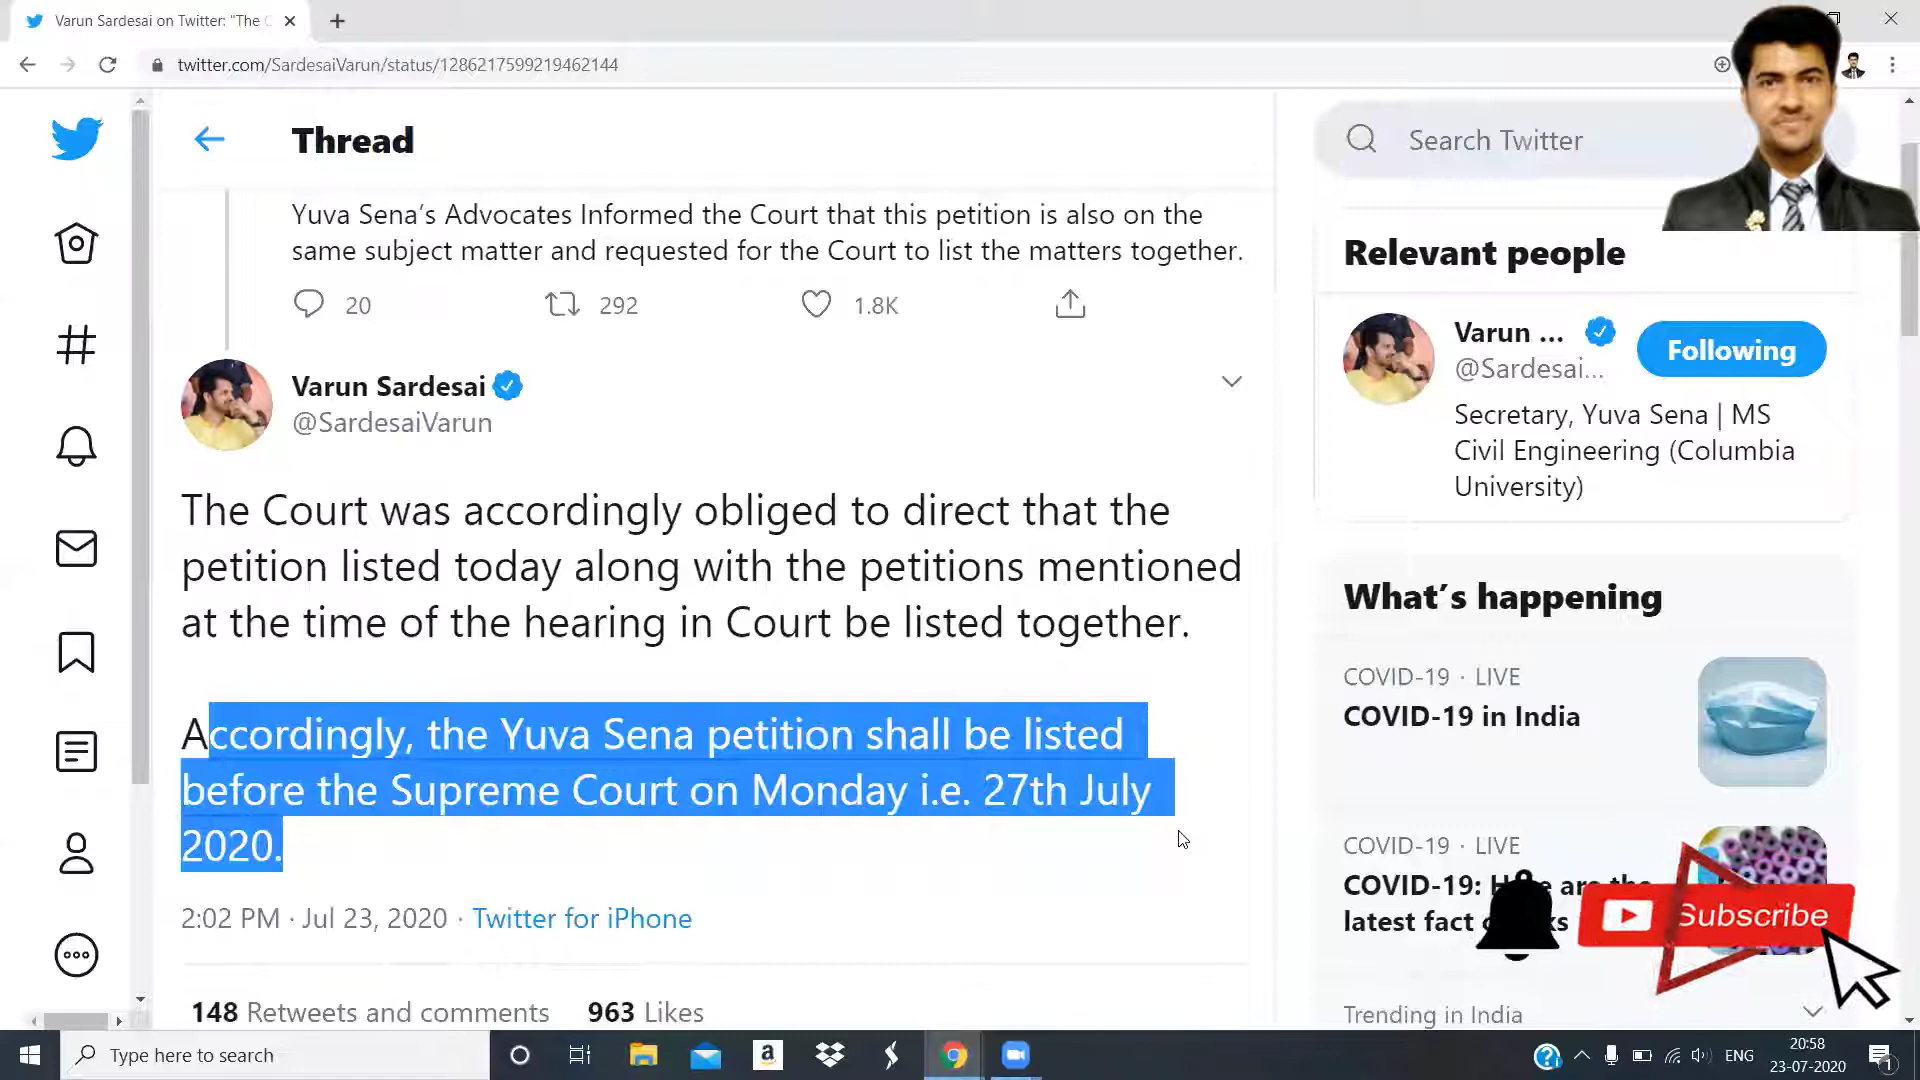 Varun Sardesai on Twitter: "The C
twitter.com/SardesaiVarun/status/1286217599219462144
Thread
Search Twitter
Yuva Sena's Advocates Informed the Court that this petition is also on the
same subject matter and requested for the Court to list the matters together.
20 292 1.8K
Varun Sardesai
@SardesaiVarun
The Court was accordingly obliged to direct that the
petition listed today along with the petitions mentioned
at the time of the hearing in Court be listed together.
Accordingly, the Yuva Sena petition shall be listed
before the Supreme Court on Monday i.e. 27th July
2020.
2:02 PM · Jul 23, 2020 · Twitter for iPhone
148 Retweets and comments 963 Likes
Relevant people
Varun ...
@Sardesai...
Following
Secretary, Yuva Sena | MS
Civil Engineering (Columbia
University)
What's happening
COVID-19 · LIVE
COVID-19 in India
COVID-19 · LIVE
COVID-19: are the
latest fact
Subscribe
Trending in India
Type here to search
a
ENG
20:58
23-07-2020
1